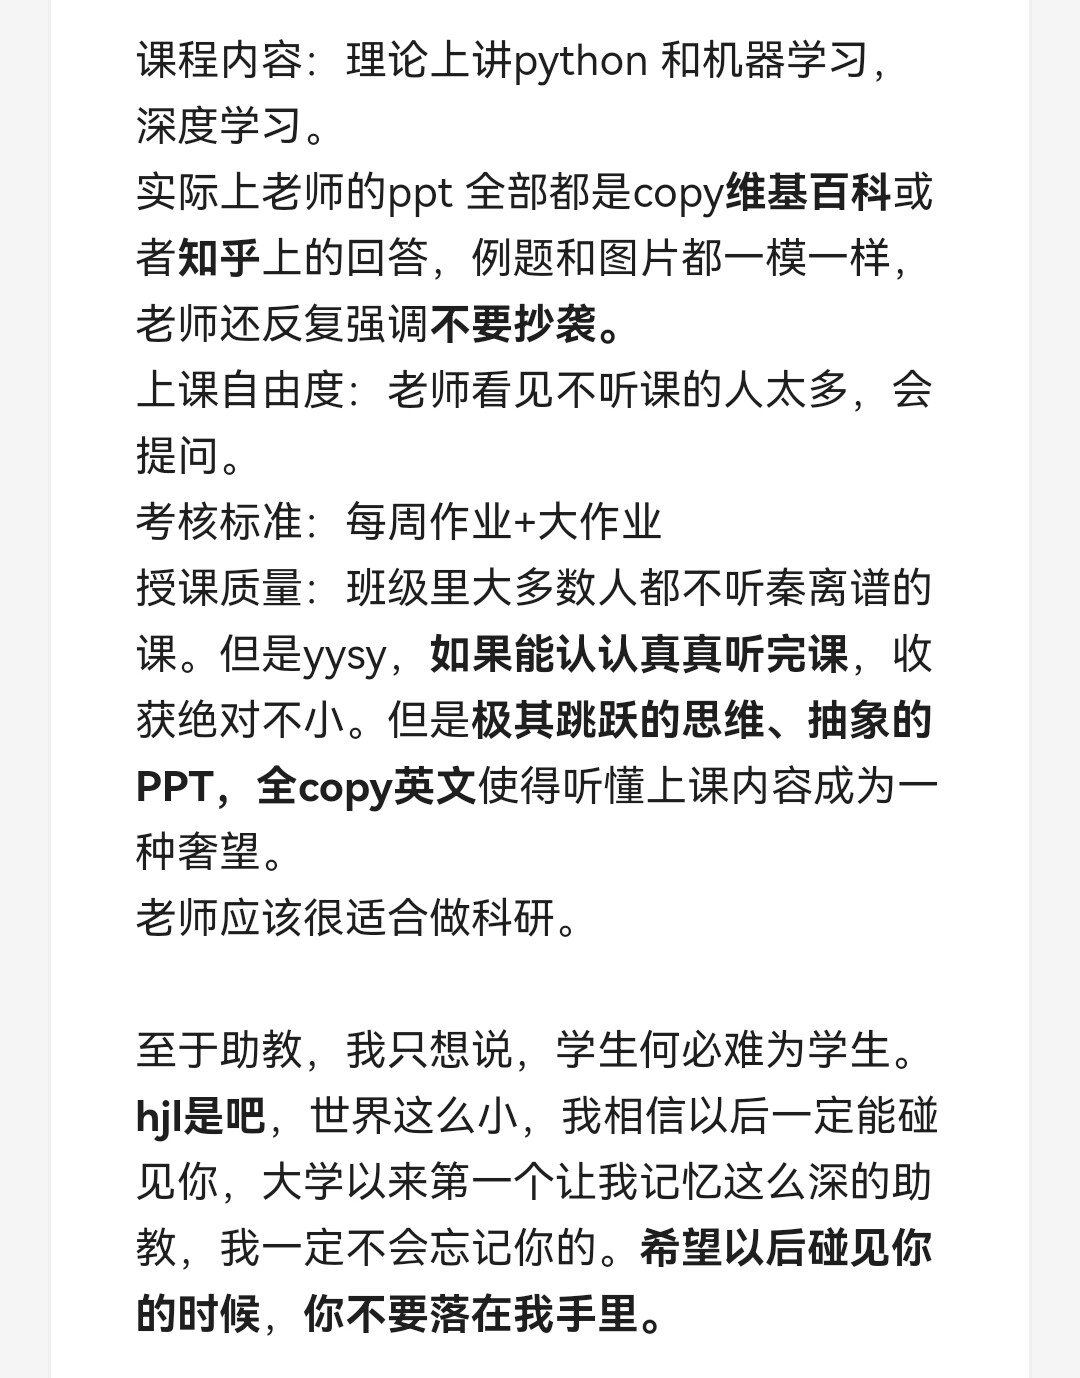 课程内容：理论上讲python 和机器学习，
深度学习。
实际上老师的ppt 全部都是copy维基百科或
者知乎上的回答，例题和图片都一模一样，
老师还反复强调不要抄袭。
上课自由度：老师看见不听课的人太多，会
提问。
考核标准：每周作业+大作业
授课质量：班级里大多数人都不听秦离谱的
课。但是yysy，如果能认认真真听完课，收
获绝对不小。但是极其跳跃的思维、抽象的
PPT，全copy英文使得听懂上课内容成为一
种奢望。
老师应该很适合做科研。
至于助教，我只想说，学生何必难为学生。
hjl是吧，世界这么小，我相信以后一定能碰
见你，大学以来第一个让我记忆这么深的助
教，我一定不会忘记你的。希望以后碰见你
的时候，你不要落在我手里。